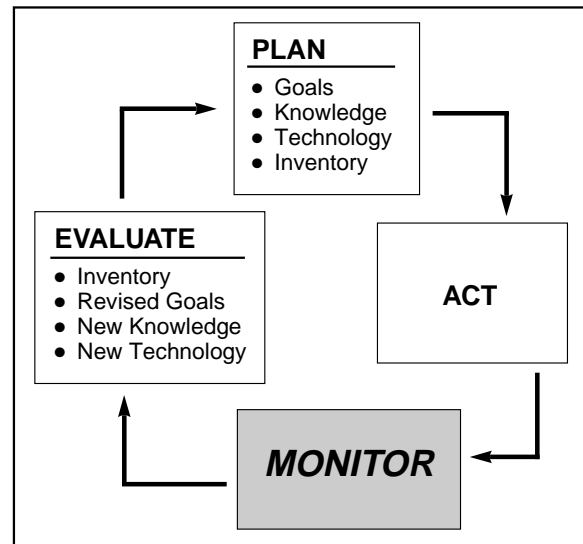 PLAN
● Goals
● Knowledge
● Technology
● Inventory
EVALUATE
● Inventory
● Revised Goals
● New Knowledge
● New Technology
ACT
MONITOR